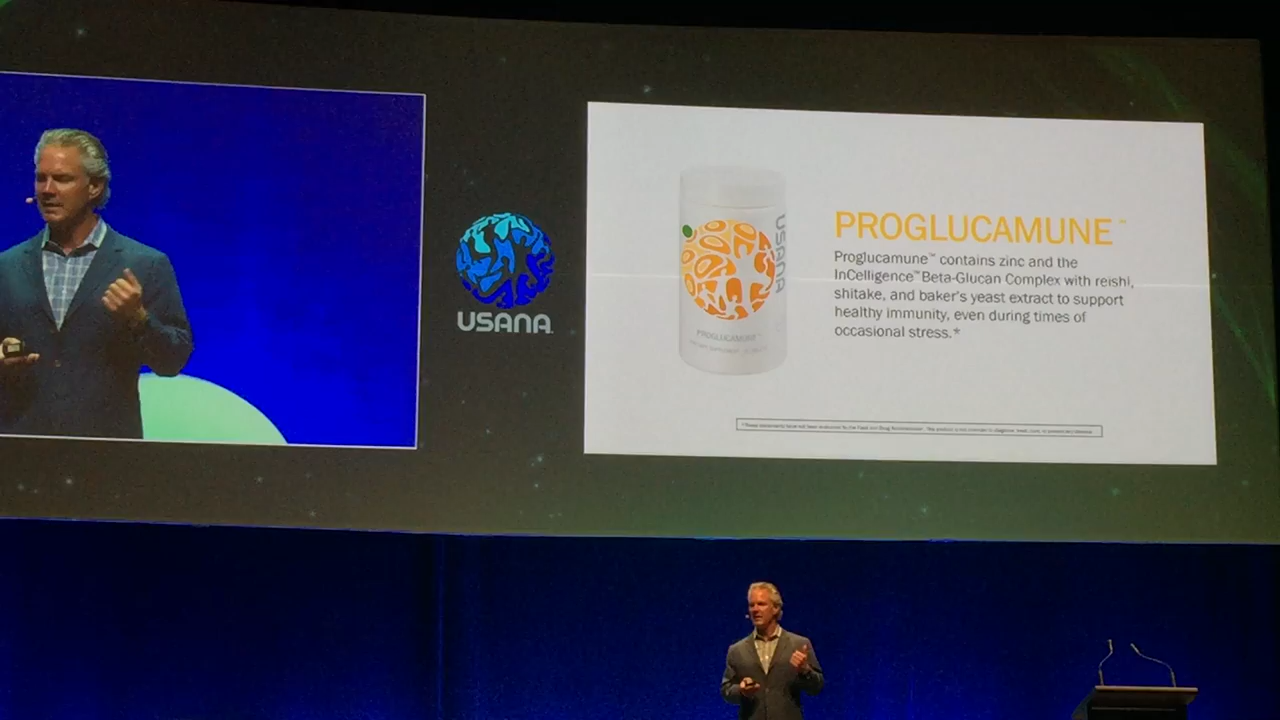 USANA
USANA
PROGLUCAMUNE™
PROGLUCAMUNE™
Proglucamune™ contains zinc and the
InCelligence™ Beta-Glucan Complex with reishi,
shitake, and baker's yeast extract to support
healthy immunity, even during times of
occasional stress.*